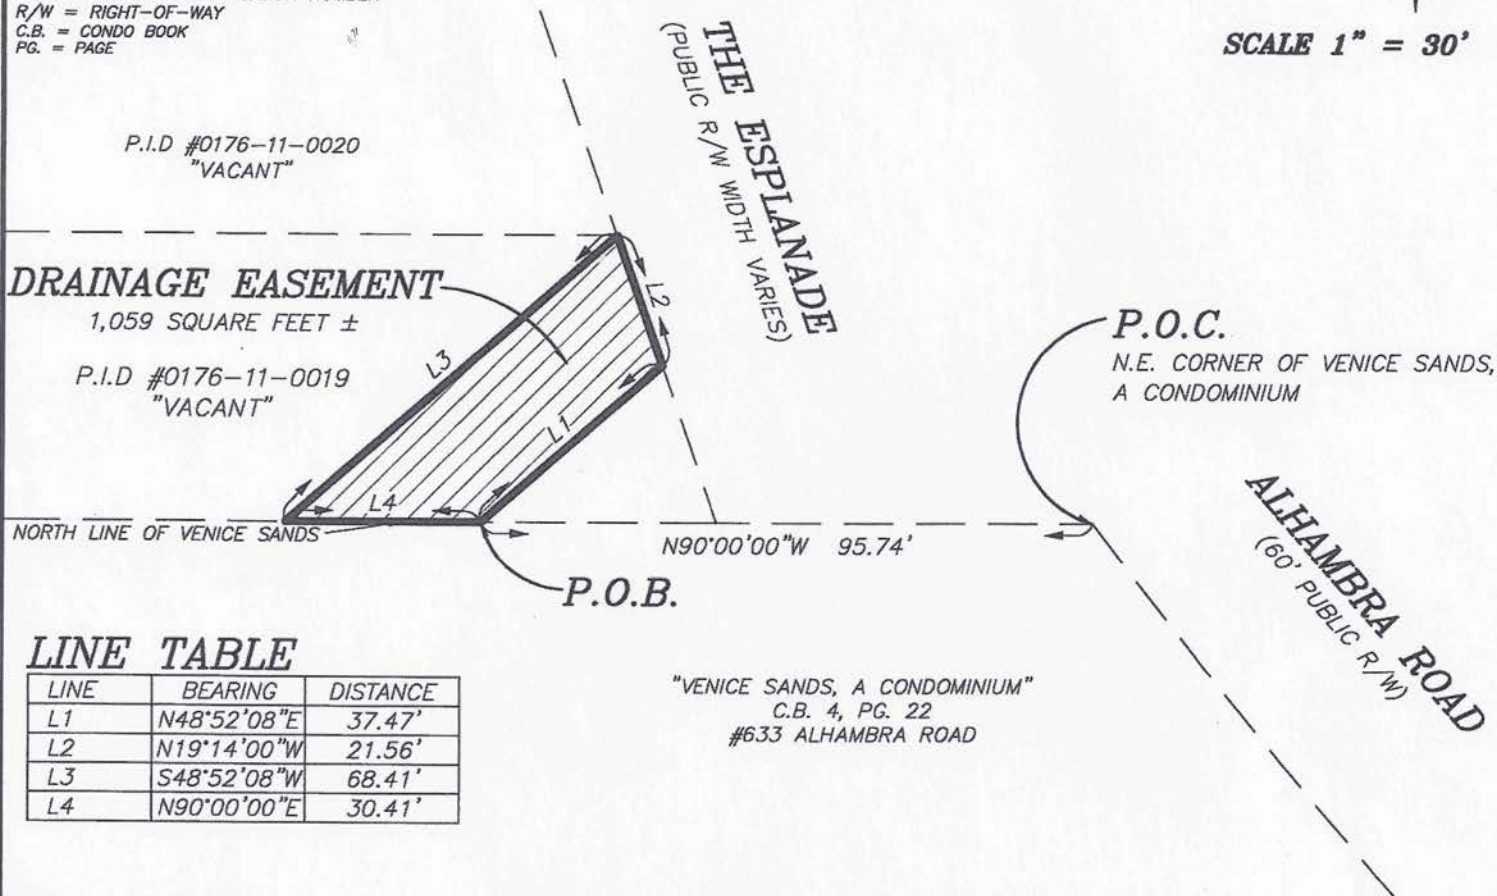 R/W = RIGHT-OF-WAY
C.B. = CONDO BOOK
PG. = PAGE
SCALE 1" = 30'
P.I.D #0176-11-0020
"VACANT"
THE ESPLANADE
(PUBLIC R/W WIDTH VARIES)
DRAINAGE EASEMENT
1,059 SQUARE FEET ±
P.I.D #0176-11-0019
"VACANT"
L3
L2
L1
L4
P.O.C.
N.E. CORNER OF VENICE SANDS,
A CONDOMINIUM
NORTH LINE OF VENICE SANDS
N90°00'00"W 95.74'
P.O.B.
ALHAMBRA ROAD
(60' PUBLIC R/W)
LINE TABLE
LINE BEARING DISTANCE
L1 N48°52'08"E 37.47'
L2 N19°14'00"W 21.56'
L3 S48°52'08"W 68.41'
L4 N90°00'00"E 30.41'
"VENICE SANDS, A CONDOMINIUM"
C.B. 4, PG. 22
#633 ALHAMBRA ROAD